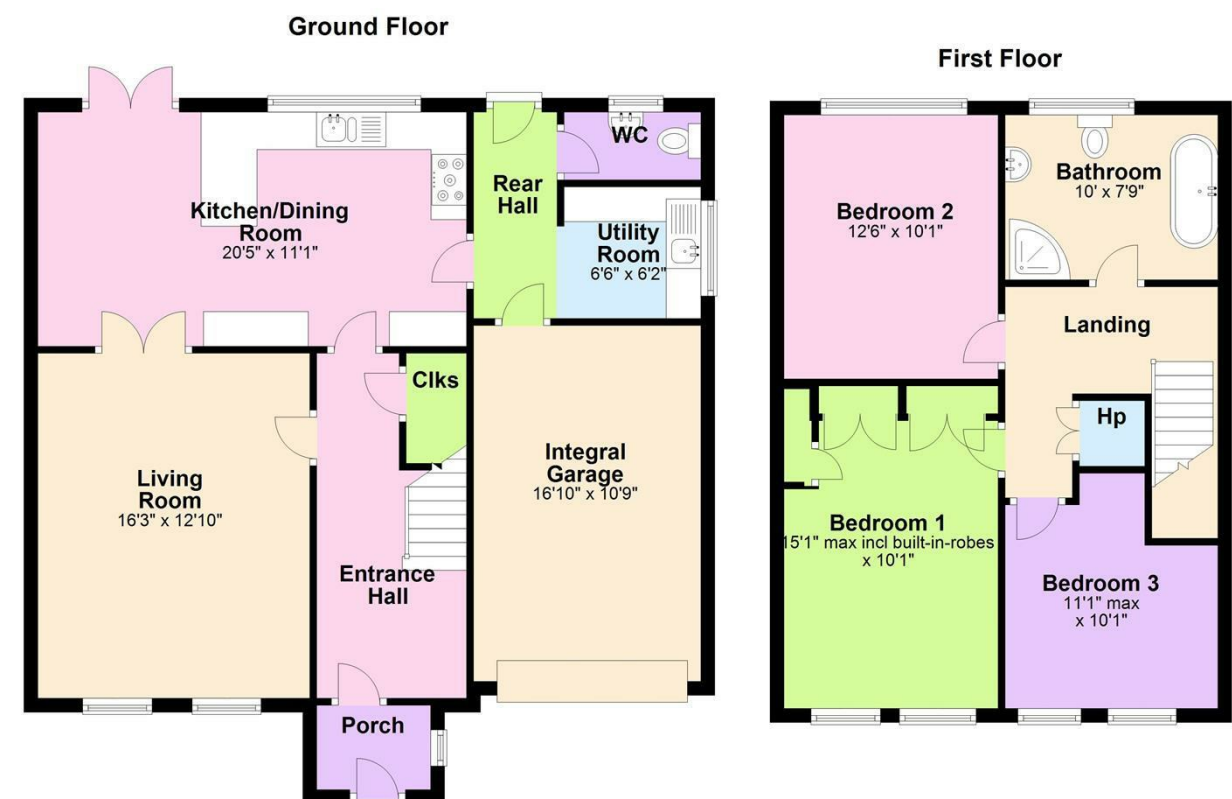 Ground Floor
First Floor
WC
Rear
Hall
Kitchen/Dining
Room
20'5" x 11'1"
Utility
Room
6'6" x 6'2"
Clks
Living
Room
16'3" x 12'10"
Integral
Garage
16'10" x 10'9"
Entrance
Hall
Porch
Bathroom
10' x 7'9"
Bedroom 2
12'6" x 10'1"
Landing
Hp
Bedroom 1
15'1" max incl built-in-robes
x 10'1"
Bedroom 3
11'1" max
x 10'1"